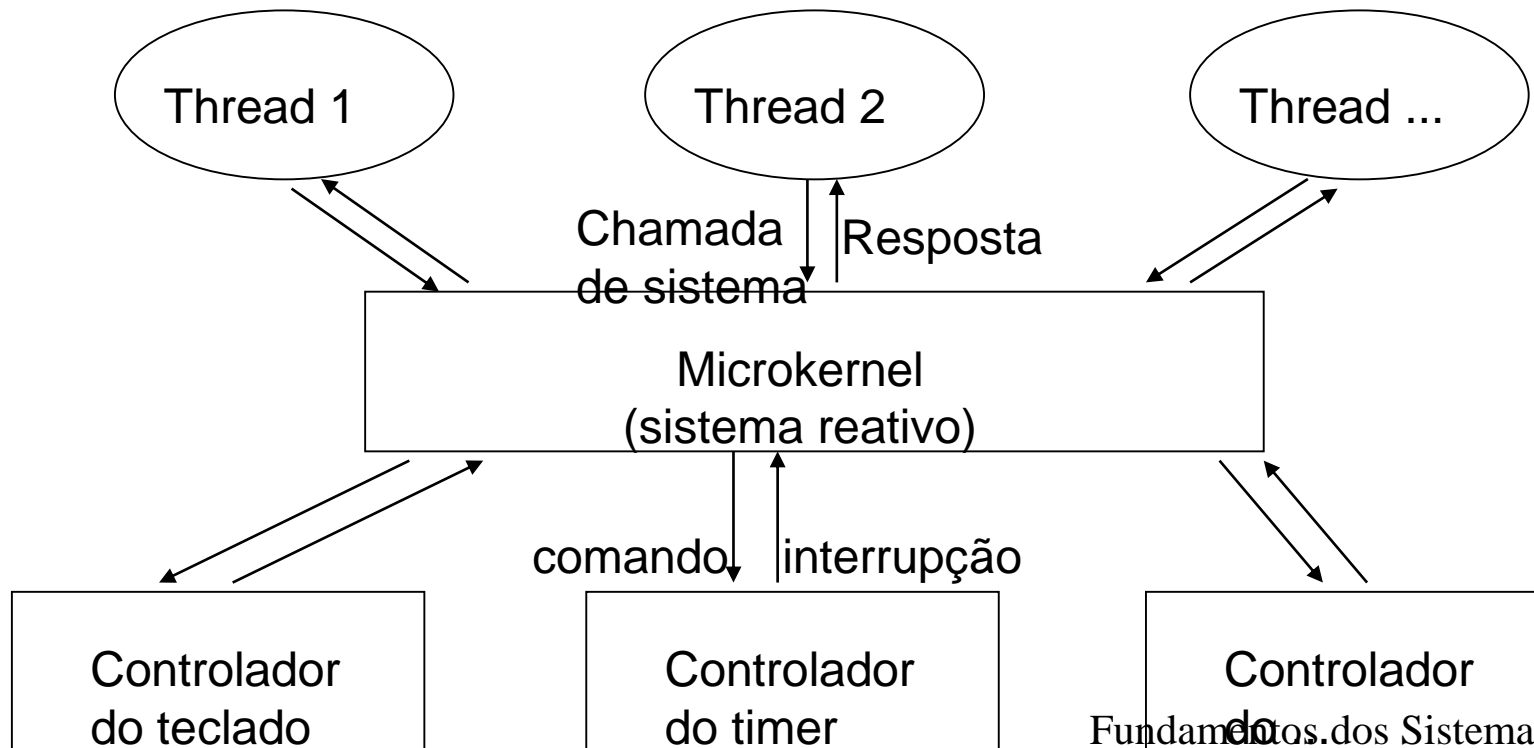 Thread 1
Thread 2
Thread ...
Chamada
de sistema
Resposta
Microkernel
(sistema reativo)
comando
interrupção
Controlador
do teclado
Controlador
do timer
Controlador
do ...
Fundamentos dos Sistema